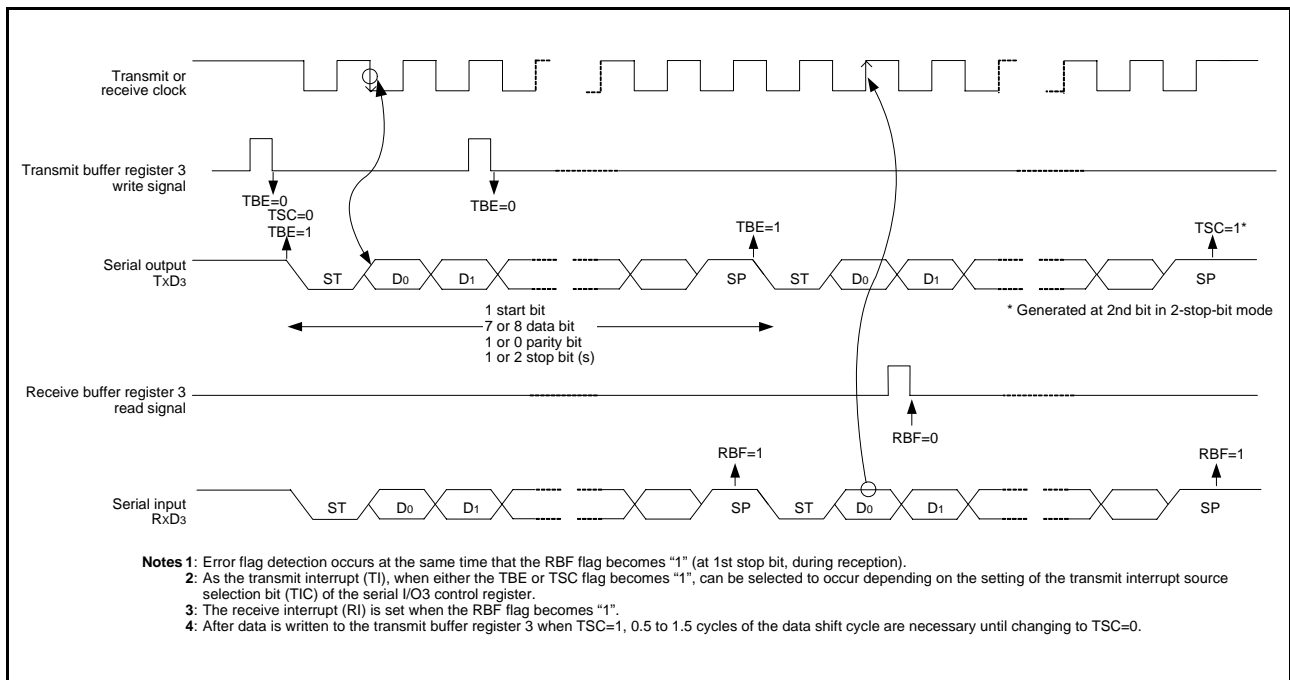 Transmit or
receive clock
Transmit buffer register 3
write signal
TBE=0
TSC=0
TBE=1
TBE=0
TBE=1
TSC=1*
Serial output
TxD3
ST
D0
D1
SP
ST
D0
D1
SP
* Generated at 2nd bit in 2-stop-bit mode
1 start bit
7 or 8 data bit
1 or 0 parity bit
1 or 2 stop bit (s)
Receive buffer register 3
read signal
RBF=0
RBF=1
RBF=1
Serial input
RxD3
ST
D0
D1
SP
ST
D0
D1
SP
Notes 1: Error flag detection occurs at the same time that the RBF flag becomes “1” (at 1st stop bit, during reception).
2: As the transmit interrupt (TI), when either the TBE or TSC flag becomes “1”, can be selected to occur depending on the setting of the transmit interrupt source
selection bit (TIC) of the serial I/O3 control register.
3: The receive interrupt (RI) is set when the RBF flag becomes “1”.
4: After data is written to the transmit buffer register 3 when TSC=1, 0.5 to 1.5 cycles of the data shift cycle are necessary until changing to TSC=0.